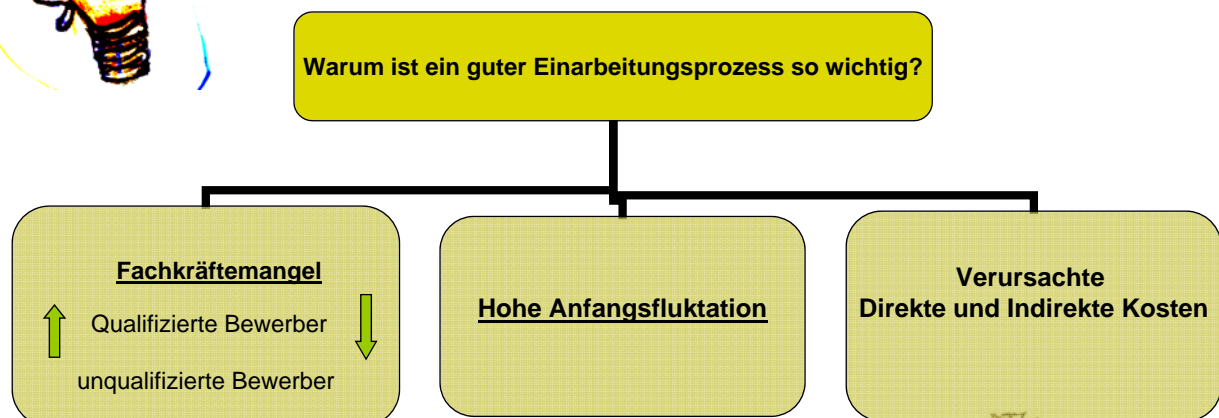 Warum ist ein guter Einarbeitungsprozess so wichtig?
Fachkräftemangel
Qualifizierte Bewerber
unqualifizierte Bewerber
Hohe Anfangsfluktation
Verursachte
Direkte und Indirekte Kosten